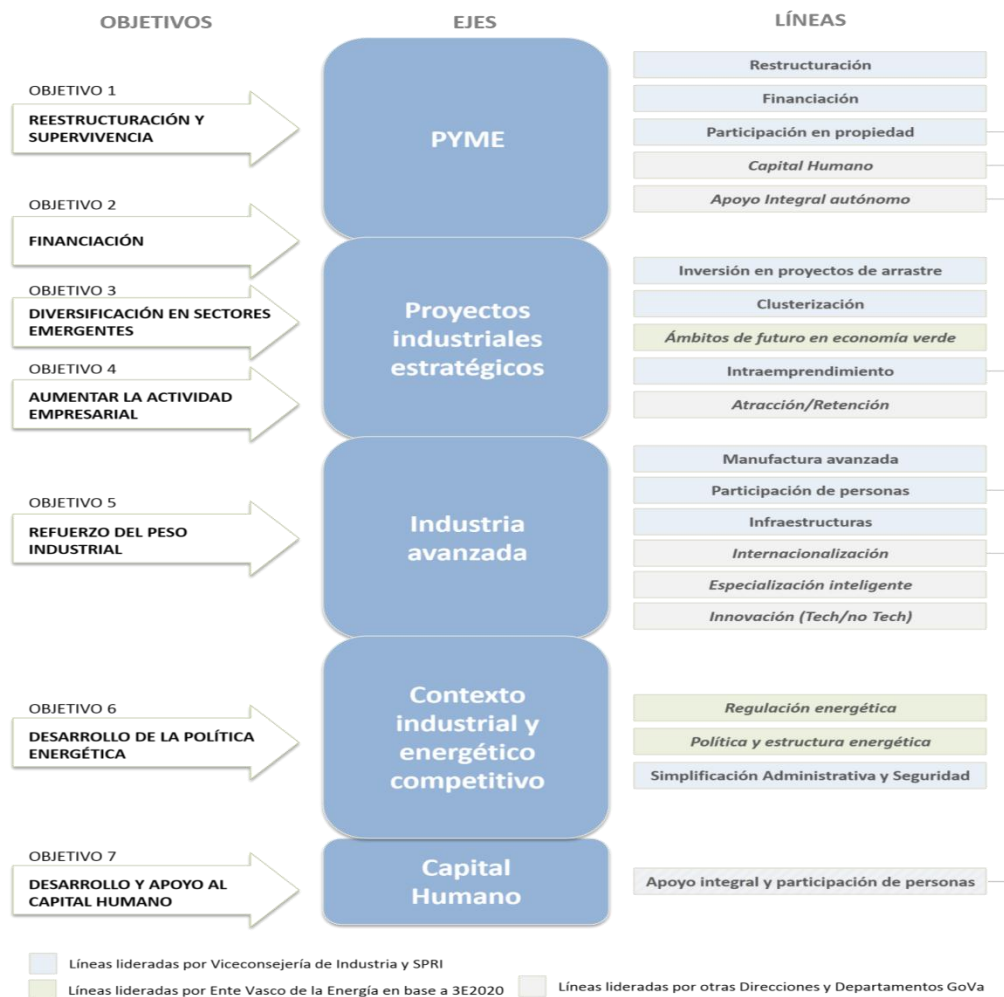 OBJETIVOS
EJES
LÍNEAS
OBJETIVO 1
REESTRUCTURACIÓN Y
SUPERVIVENCIA
OBJETIVO 2
FINANCIACIÓN
OBJETIVO 3
DIVERSIFICACIÓN EN SECTORES
EMERGENTES
OBJETIVO 4
AUMENTAR LA ACTIVIDAD
EMPRESARIAL
OBJETIVO 5
REFUERZO DEL PESO
INDUSTRIAL
OBJETIVO 6
DESARROLLO DE LA POLÍTICA
ENERGÉTICA
OBJETIVO 7
DESARROLLO Y APOYO AL
CAPITAL HUMANO
PYME
Proyectos
industriales
estratégicos
Industria
avanzada
Contexto
industrial y
energético
competitivo
Capital
Humano
Restructuración
Financiación
Participación en propiedad
Capital Humano
Apoyo Integral autónomo
Inversión en proyectos de arrastre
Clusterización
Ámbitos de futuro en economía verde
Intraemprendimiento
Atracción/Retención
Manufactura avanzada
Participación de personas
Infraestructuras
Internacionalización
Especialización inteligente
Innovación (Tech/no Tech)
Regulación energética
Política y estructura energética
Simplificación Administrativa y Seguridad
Apoyo integral y participación de personas
Líneas lideradas por Viceconsejería de Industria y SPRI
Líneas lideradas por Ente Vasco de la Energía en base a 3E2020
Líneas lideradas por otras Direcciones y Departamentos GoVa